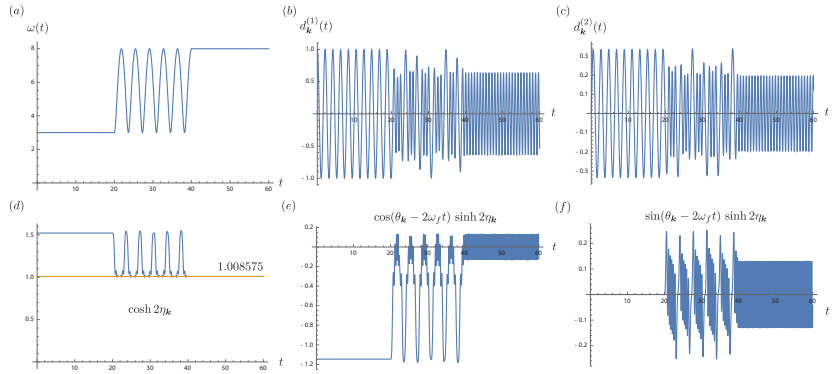 (a)
ω(t)
8
6
4
2
0 10 20 30 40 50 60 t
(b)
d_k^(1)(t)
1.0
0.5
-0.5
-1.0
10 20 30 40 50 60 t
(c)
d_k^(2)(t)
0.3
0.2
0.1
-0.1
-0.2
-0.3
10 20 30 40 50 60 t
(d)
1.5
1.0
0.5
1.008575
cosh 2η_k
0 10 20 30 40 50 60 t
(e)
cos(θ_k − 2ω_f t) sinh 2η_k
0.2
-0.2
-0.4
-0.6
-0.8
-1.0
-1.2
10 20 30 40 50 60 t
(f)
sin(θ_k − 2ω_f t) sinh 2η_k
0.2
0.1
-0.1
-0.2
10 20 30 40 50 60 t